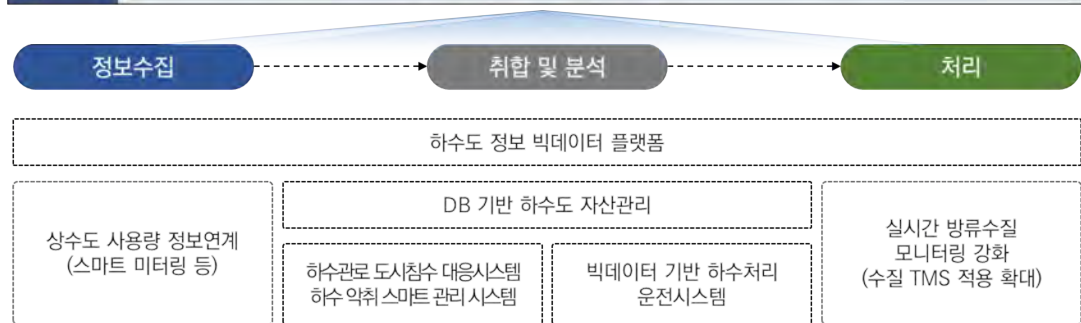 정보수집
취합 및 분석
처리
하수도 정보 빅데이터 플랫폼
상수도 사용량 정보연계
(스마트 미터링 등)
DB 기반 하수도 자산관리
하수관로 도시침수 대응시스템
하수 악취 스마트 관리 시스템
빅데이터 기반 하수처리
운전시스템
실시간 방류수질
모니터링 강화
(수질 TMS 적용 확대)